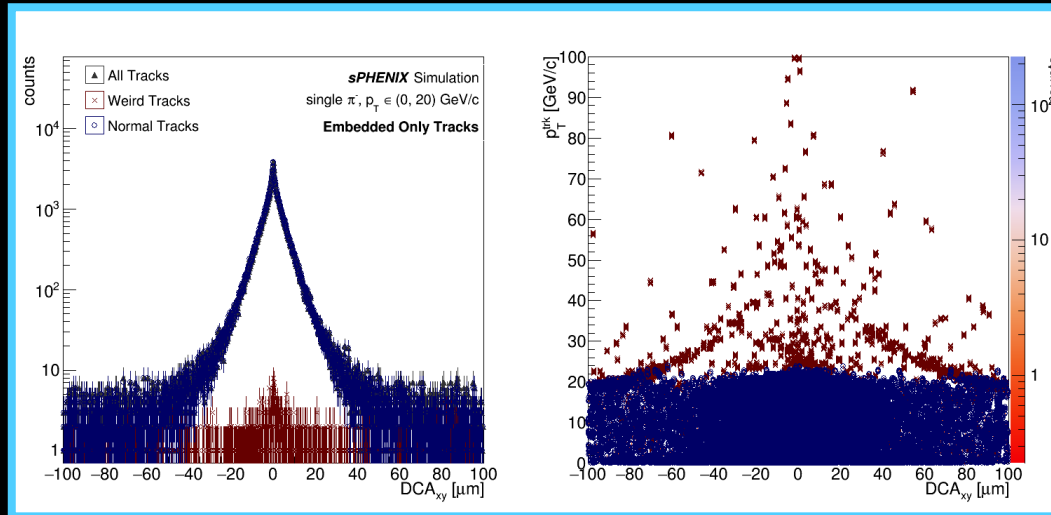 counts
All Tracks
Weird Tracks
Normal Tracks
sPHENIX Simulation
single π⁻, p_T ∈ (0, 20) GeV/c
Embedded Only Tracks
10⁴
10³
10²
10
1
−100 −80 −60 −40 −20 0 20 40 60 80 100
DCA_xy [μm]
p_T^trk [GeV/c]
100
90
80
70
60
50
40
30
20
10
0
−100 −80 −60 −40 −20 0 20 40 60 80 100
DCA_xy [μm]
10²
10
1